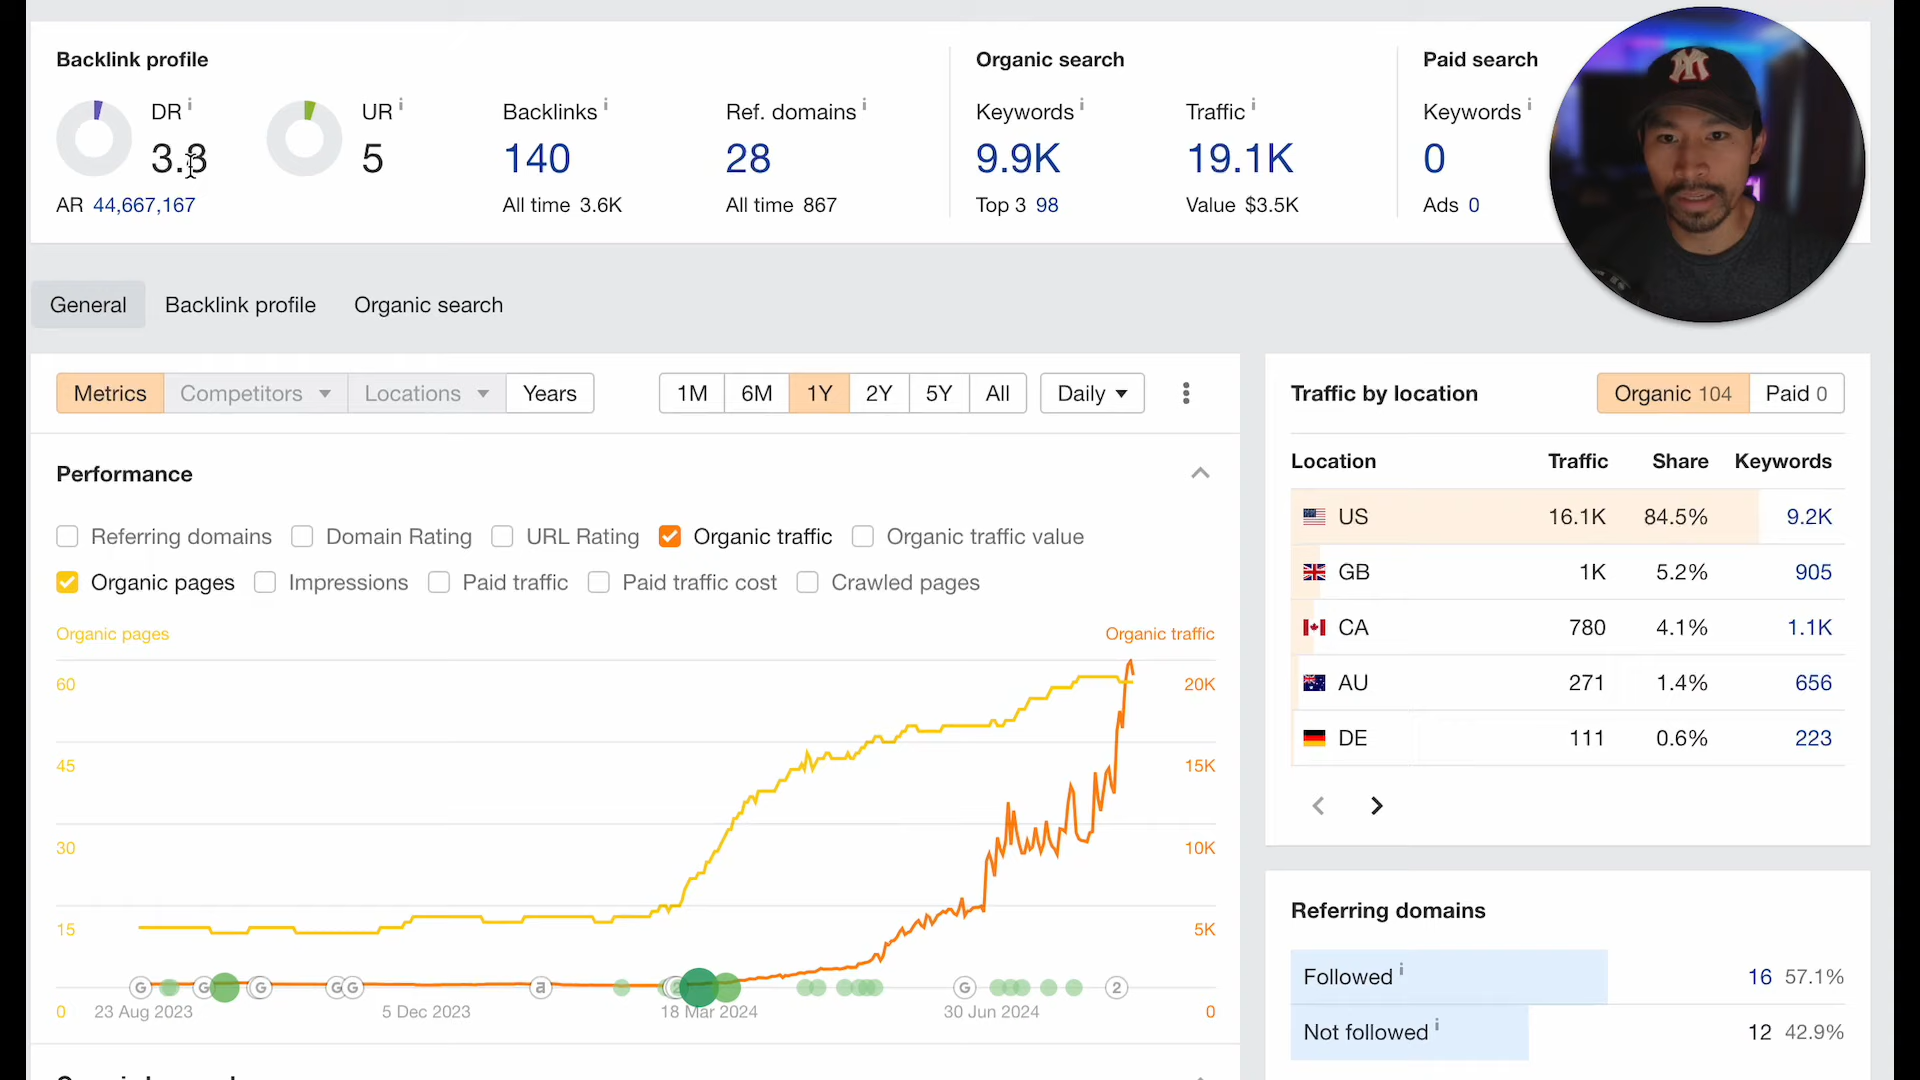 Backlink profile
DR i
3.8
AR 44,667,167
UR i
5
Backlinks i
140
All time 3.6K
Ref. domains i
28
All time 867
Organic search
Keywords i
9.9K
Top 3 98
Traffic i
19.1K
Value $3.5K
Paid search
Keywords i
0
Ads 0
General Backlink profile Organic search
Metrics Competitors Locations Years 1M 6M 1Y 2Y 5Y All Daily
Performance
Referring domains Domain Rating URL Rating Organic traffic Organic traffic value
Organic pages Impressions Paid traffic Paid traffic cost Crawled pages
Organic pages Organic traffic
60 20K
45 15K
30 10K
15 5K
G G G G G a 2 G 2
0 23 Aug 2023 5 Dec 2023 18 Mar 2024 30 Jun 2024 0
Traffic by location Organic 104 Paid 0
Location Traffic Share Keywords
US 16.1K 84.5% 9.2K
GB 1K 5.2% 905
CA 780 4.1% 1.1K
AU 271 1.4% 656
DE 111 0.6% 223
Referring domains
Followed i 16 57.1%
Not followed i 12 42.9%